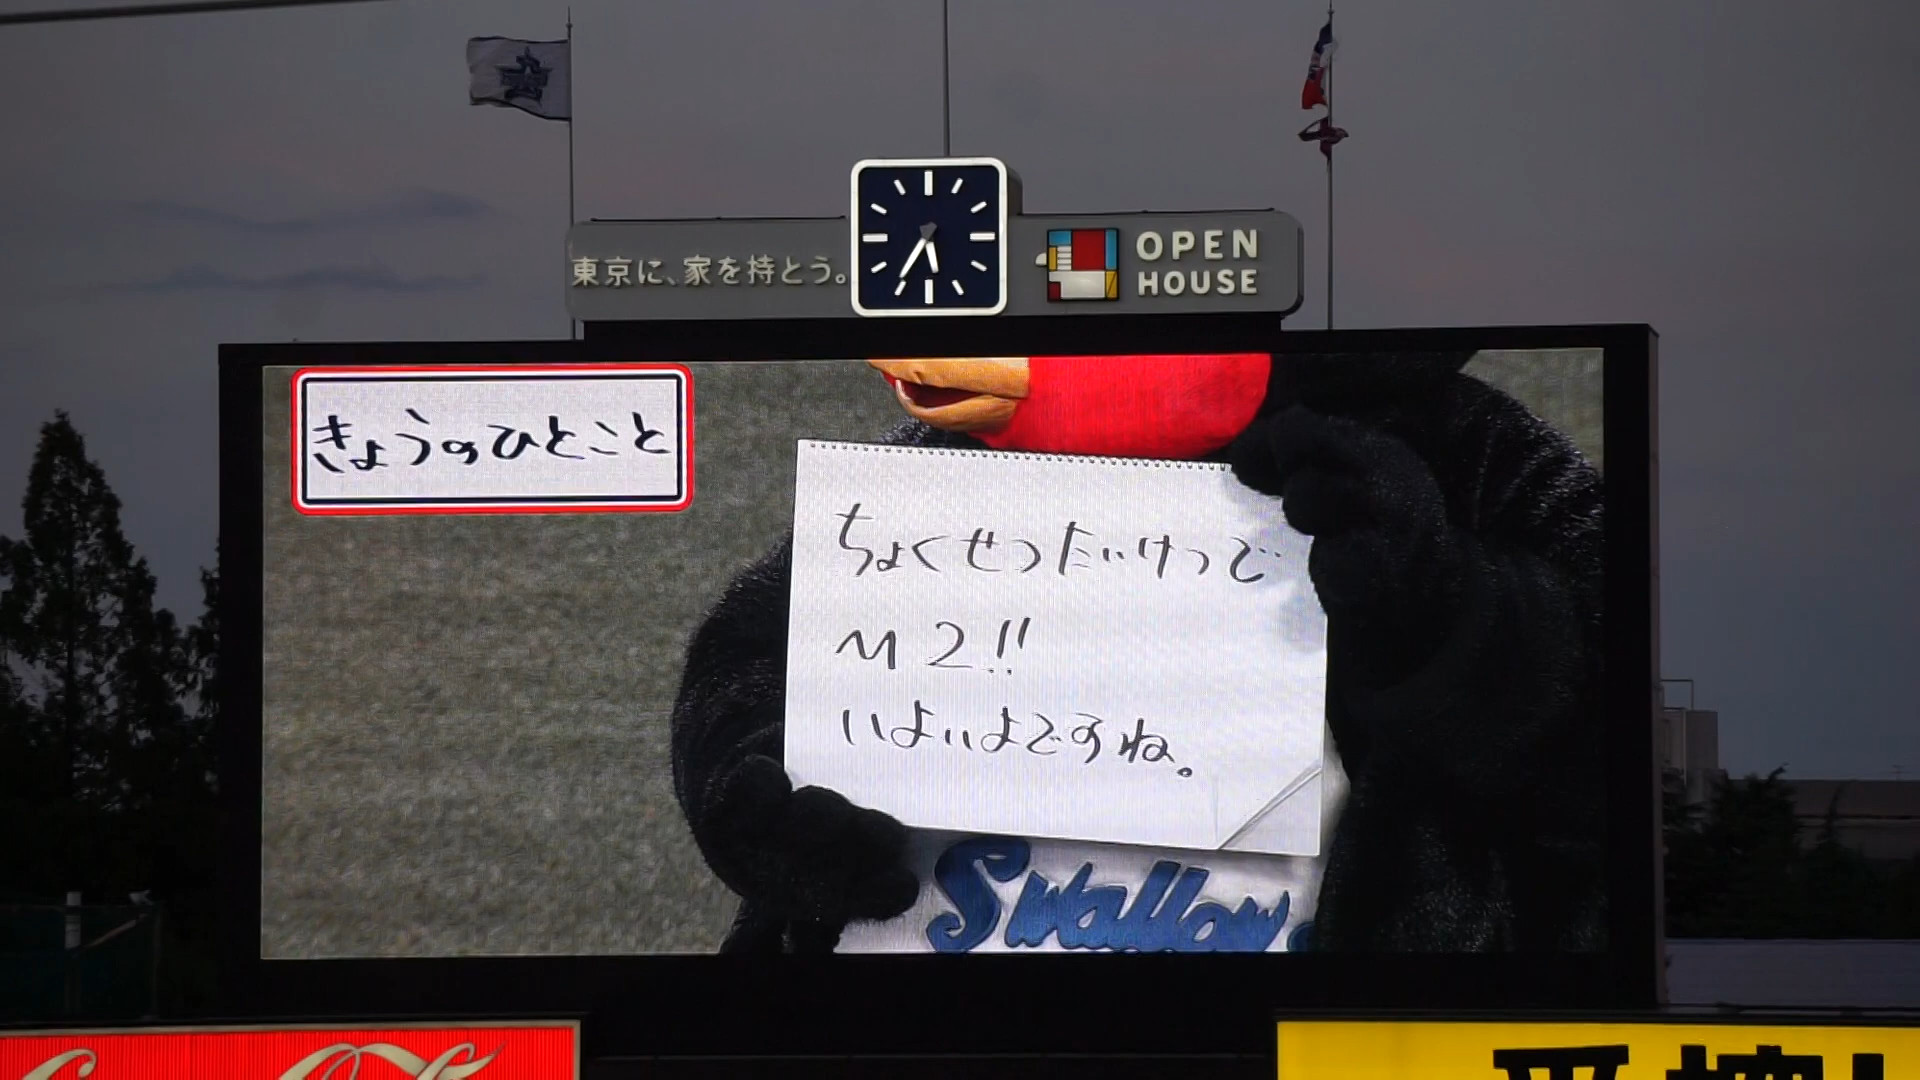 東京に、家を持とう。
OPEN
HOUSE
きょうのひとこと
ちょくせつたいけつで
M2!!
いよいよですね。
Swallows